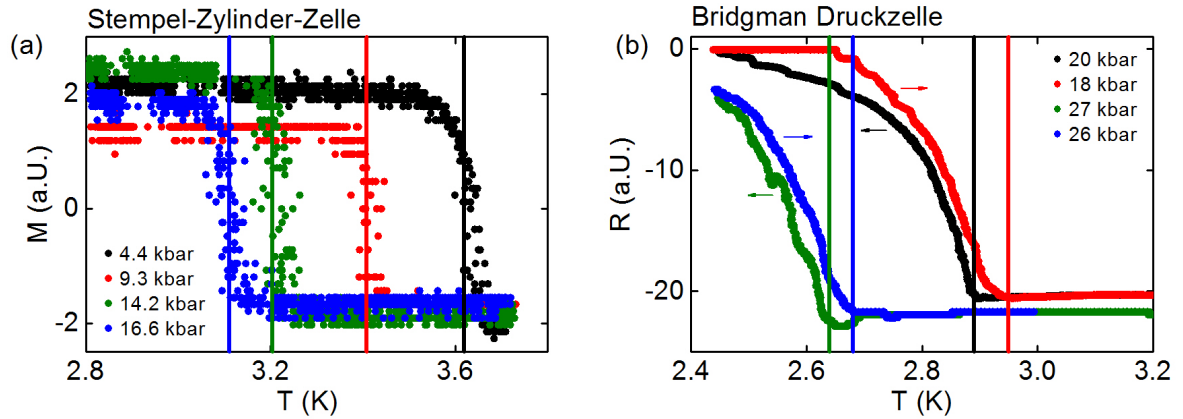 Stempel-Zylinder-Zelle
(a)
M (a.U.)
2
0
-2
4.4 kbar
9.3 kbar
14.2 kbar
16.6 kbar
2.8
3.2
3.6
T (K)
Bridgman Druckzelle
(b)
R (a.U.)
0
-10
-20
20 kbar
18 kbar
27 kbar
26 kbar
2.4
2.6
2.8
3.0
3.2
T (K)